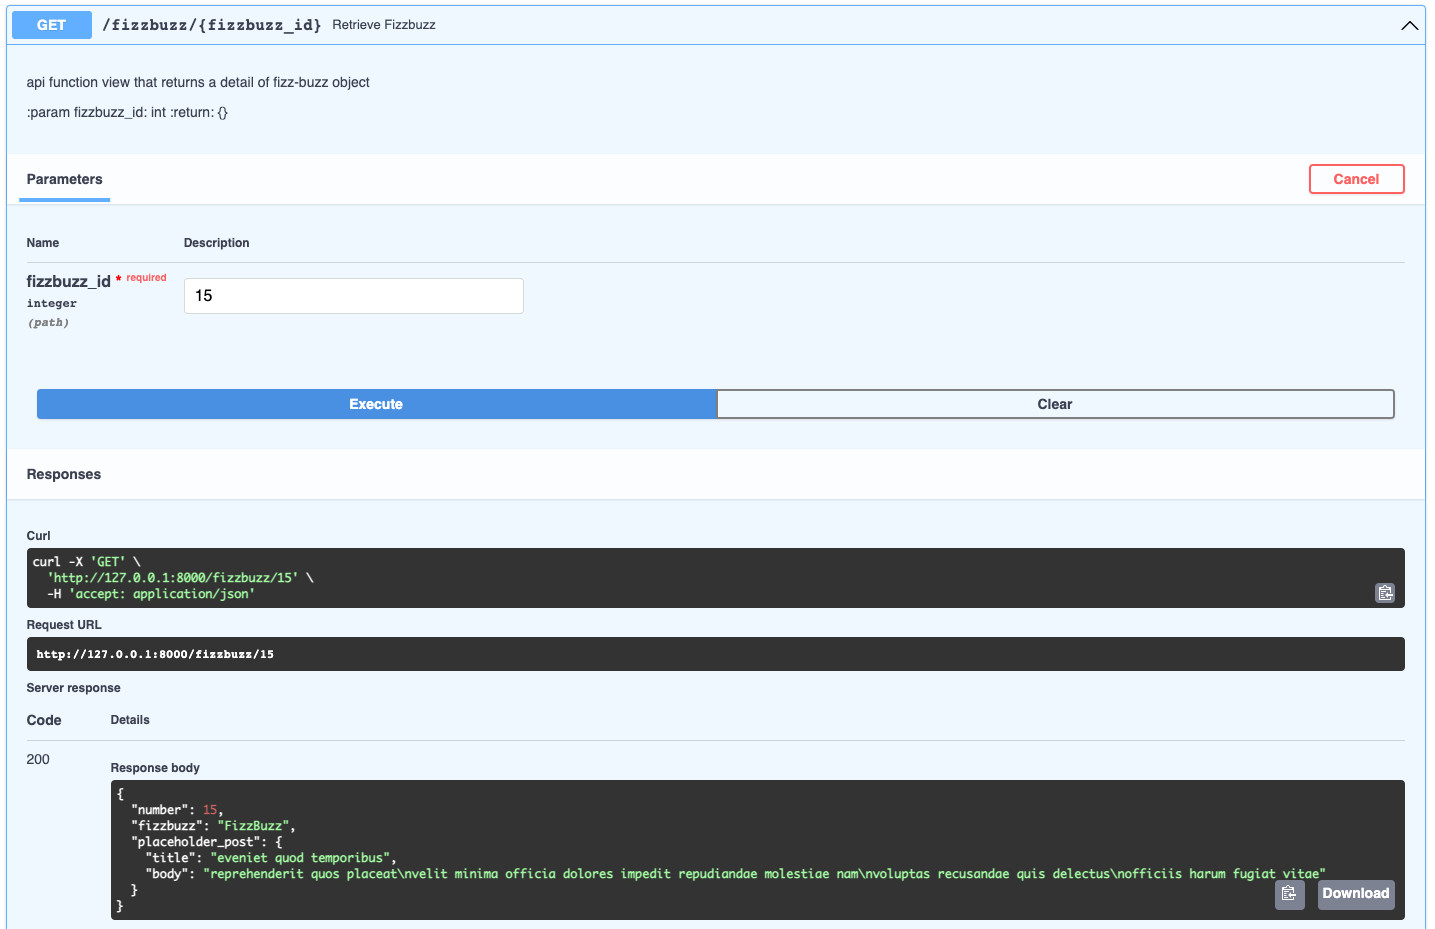 GET /fizzbuzz/{fizzbuzz_id} Retrieve Fizzbuzz
api function view that returns a detail of fizz-buzz object
:param fizzbuzz_id: int :return: {}
Parameters
Cancel
Name Description
fizzbuzz_id * required
integer
(path)
15
Execute
Clear
Responses
Curl
curl -X 'GET' \
  'http://127.0.0.1:8000/fizzbuzz/15' \
  -H 'accept: application/json'
Request URL
http://127.0.0.1:8000/fizzbuzz/15
Server response
Code Details
200
Response body
{
  "number": 15,
  "fizzbuzz": "FizzBuzz",
  "placeholder_post": {
    "title": "eveniet quod temporibus",
    "body": "reprehenderit quos placeat\nvelit minima officia dolores impedit repudiandae molestiae nam\nvoluptas recusandae quis delectus\nofficiis harum fugiat vitae"
  }
}
Download